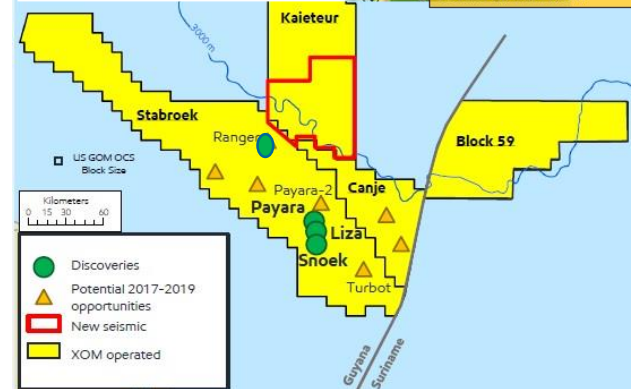 Kaieteur
3000 m
Stabroek
Ranger
Block 59
US GOM OCS
Block Size
Kilometers
0 15 30 60
Payara-2
Canje
Payara
Liza
Snoek
Turbot
Discoveries
Potential 2017-2019
opportunities
New seismic
XOM operated
Guyana
Suriname